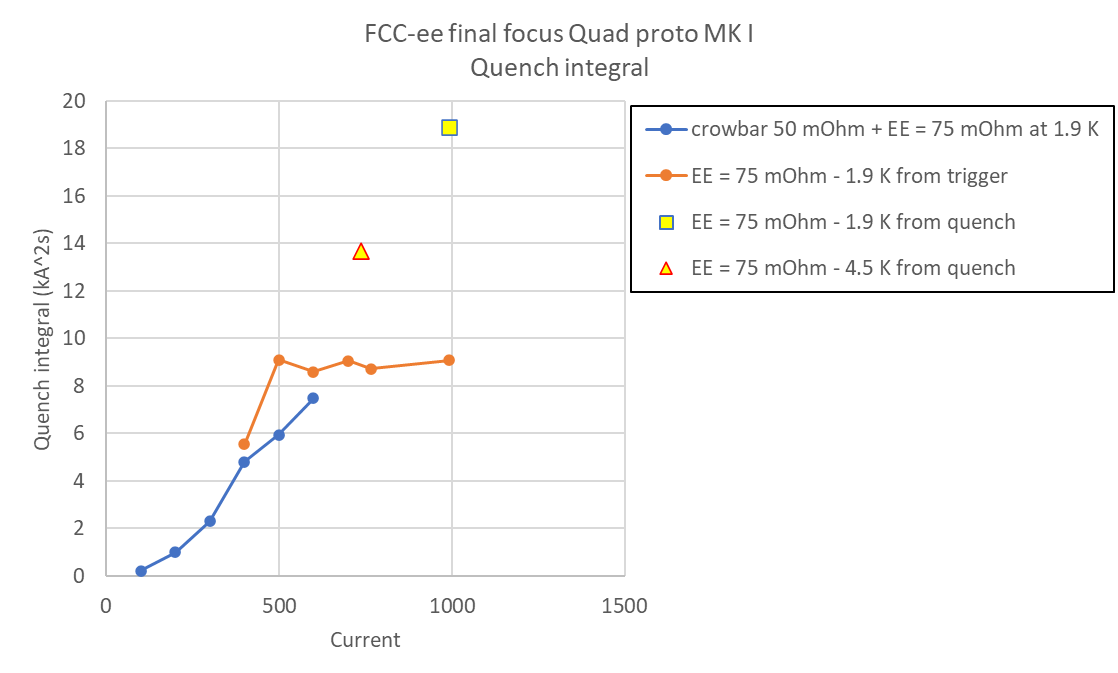 FCC-ee final focus Quad proto MK I
Quench integral
20
18
16
14
12
10
8
6
4
2
0
Quench integral (kA^2s)
0 500 1000 1500
Current
crowbar 50 mOhm + EE = 75 mOhm at 1.9 K
EE = 75 mOhm - 1.9 K from trigger
EE = 75 mOhm - 1.9 K from quench
EE = 75 mOhm - 4.5 K from quench